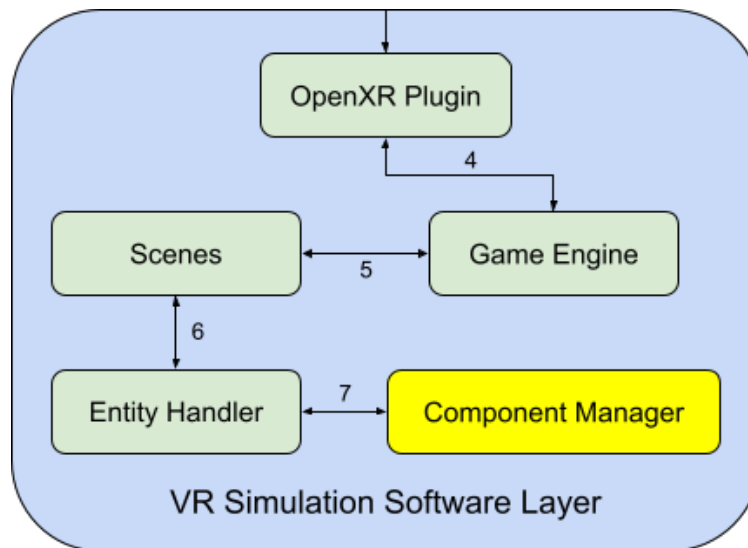 OpenXR Plugin
4
Scenes
5
Game Engine
6
Entity Handler
7
Component Manager
VR Simulation Software Layer